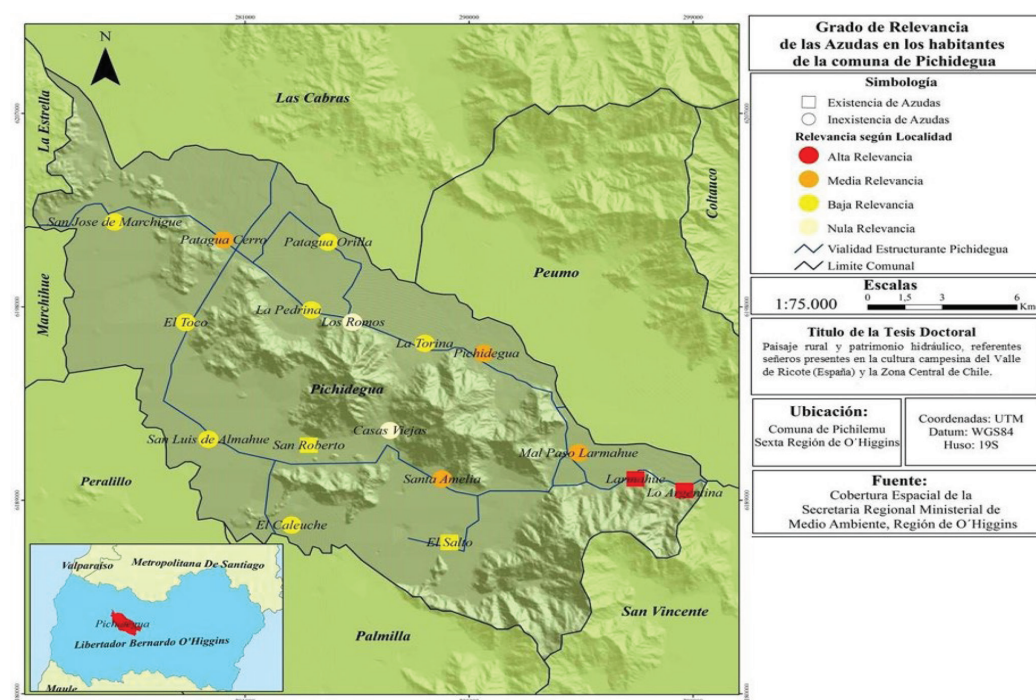 281000
290000
299000
N
Las Cabras
La Estrella
Coltauco
San Jose de Marchigue
Patagua Cerro
Patagua Orilla
Peumo
Marchihue
La Pedrina
El Toco
Los Romos
La Torina
Pichidegua
Pichidegua
Casas Viejas
San Luis de Almahue
San Roberto
Mal Paso Larmahue
Santa Amelia
Larmahue
Lo Argentina
Peralillo
El Caleuche
El Salto
San Vincente
Palmilla
Valparaíso
Metropolitana De Santiago
Pichidegua
Libertador Bernardo O'Higgins
Maule
Grado de Relevancia
de las Azudas en los habitantes
de la comuna de Pichidegua
Simbología
Existencia de Azudas
Inexistencia de Azudas
Relevancia según Localidad
Alta Relevancia
Media Relevancia
Baja Relevancia
Nula Relevancia
Vialidad Estructurante Pichidegua
Limite Comunal
Escalas
1:75.000
0 1,5 3 6
Km
Titulo de la Tesis Doctoral
Paisaje rural y patrimonio hidráulico, referentes
señeros presentes en la cultura campesina del Valle
de Ricote (España) y la Zona Central de Chile.
Ubicación:
Comuna de Pichilemu
Sexta Región de O´Higgins
Coordenadas: UTM
Datum: WGS84
Huso: 19S
Fuente:
Cobertura Espacial de la
Secretaria Regional Ministerial de
Medio Ambiente, Región de O´Higgins